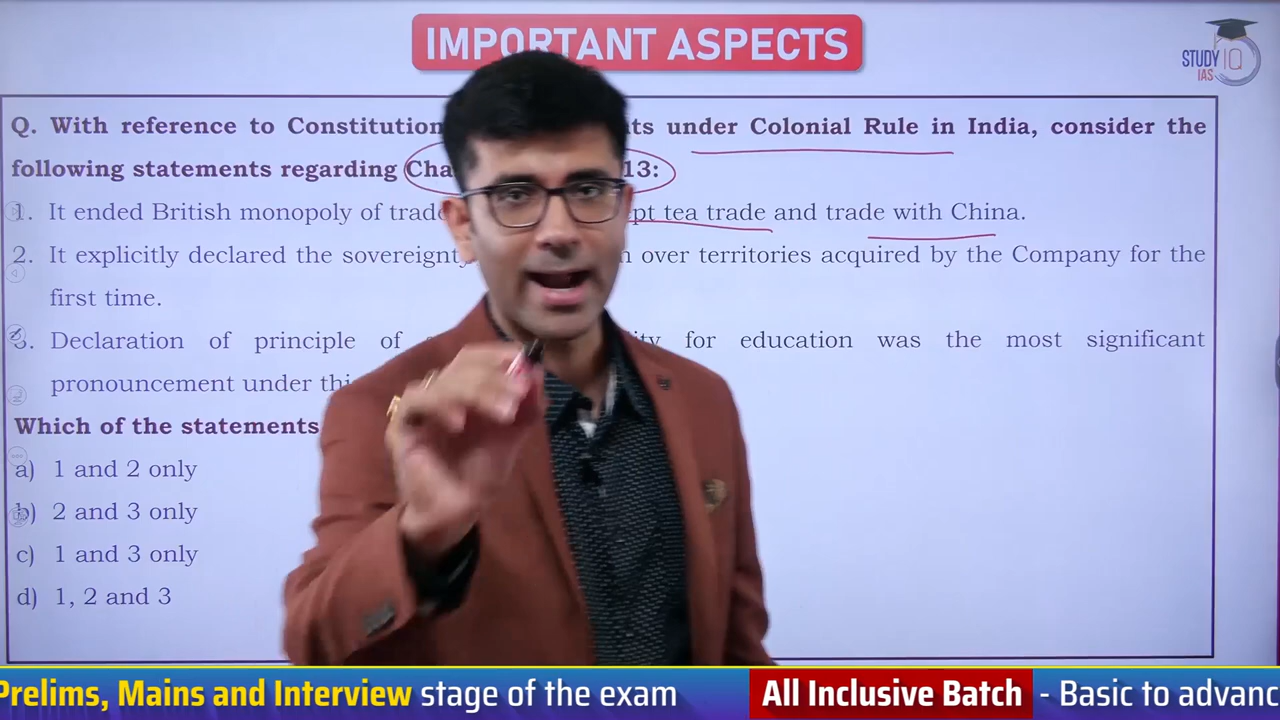 IMPORTANT ASPECTS
STUDY IQ
IAS
Q. With reference to Constitution ts under Colonial Rule in India, consider the
following statements regarding Cha 13:
1. It ended British monopoly of trade pt tea trade and trade with China.
2. It explicitly declared the sovereignty over territories acquired by the Company for the
first time.
3. Declaration of principle of ity for education was the most significant
pronouncement under thi
Which of the statements
a) 1 and 2 only
b) 2 and 3 only
c) 1 and 3 only
d) 1, 2 and 3
Prelims, Mains and Interview stage of the exam All Inclusive Batch - Basic to advanc